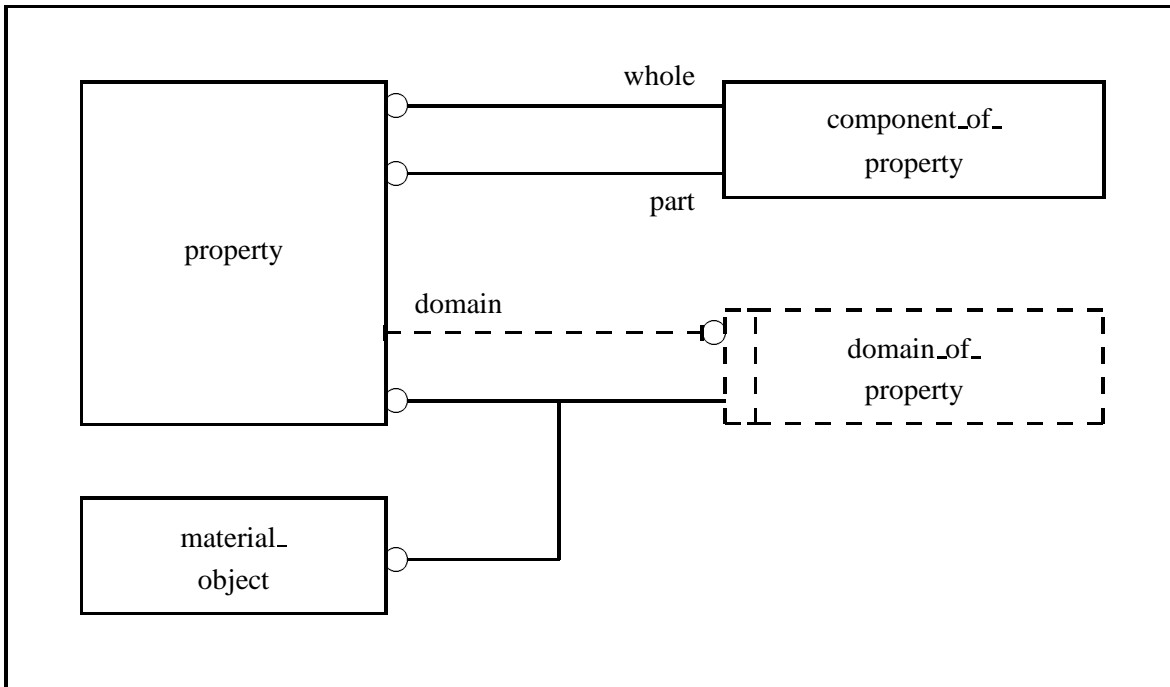 whole
component_of_
property
part
property
domain
domain_of_
property
material_
object